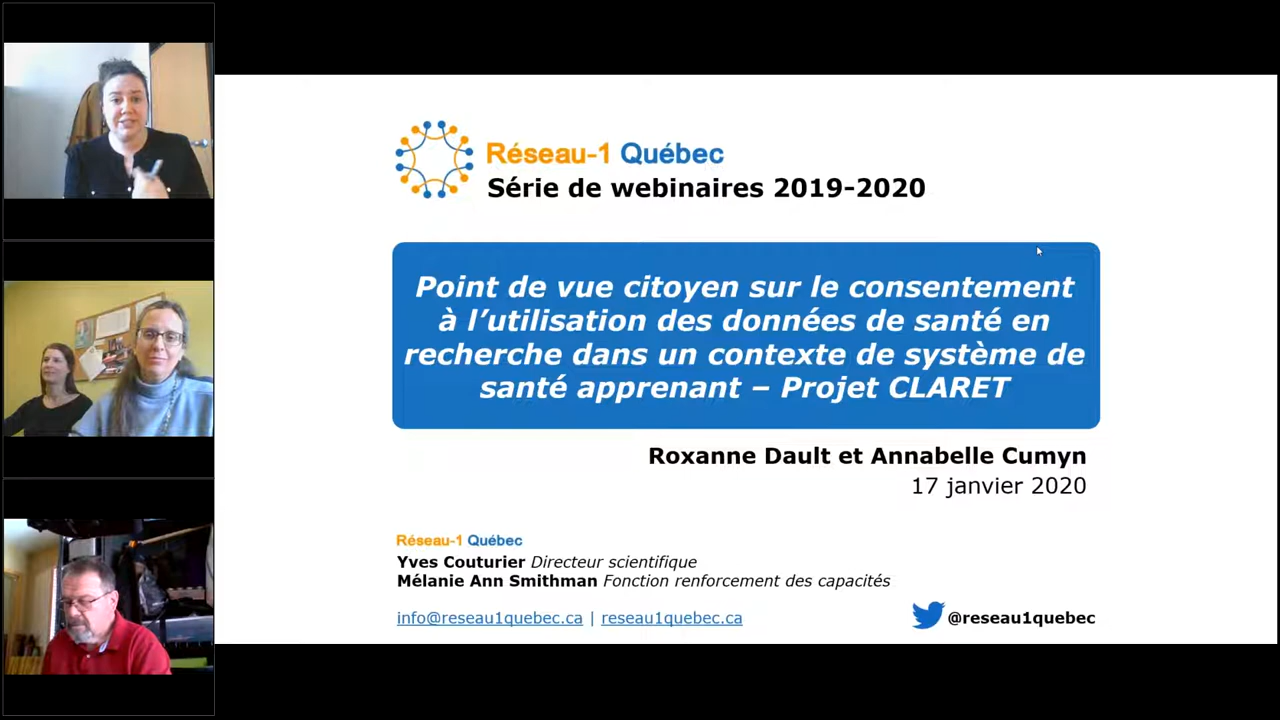 Réseau-1 Québec
Série de webinaires 2019-2020
Point de vue citoyen sur le consentement
à l’utilisation des données de santé en
recherche dans un contexte de système de
santé apprenant – Projet CLARET
Roxanne Dault et Annabelle Cumyn
17 janvier 2020
Réseau-1 Québec
Yves Couturier Directeur scientifique
Mélanie Ann Smithman Fonction renforcement des capacités
info@reseau1quebec.ca | reseau1quebec.ca
@reseau1quebec